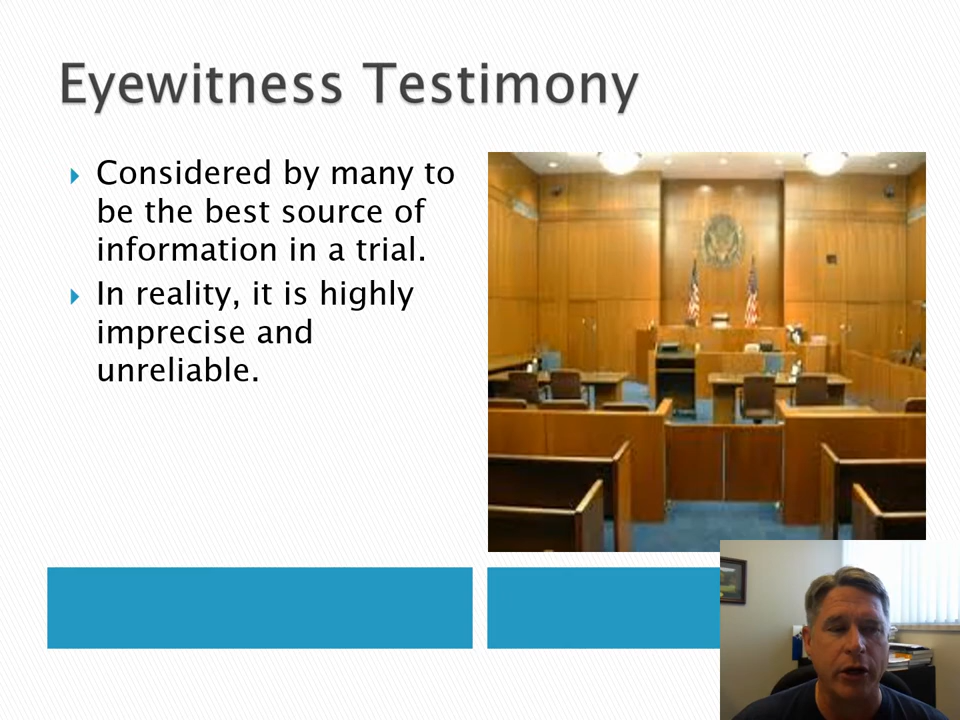 Eyewitness Testimony
Considered by many to
be the best source of
information in a trial.
In reality, it is highly
imprecise and
unreliable.